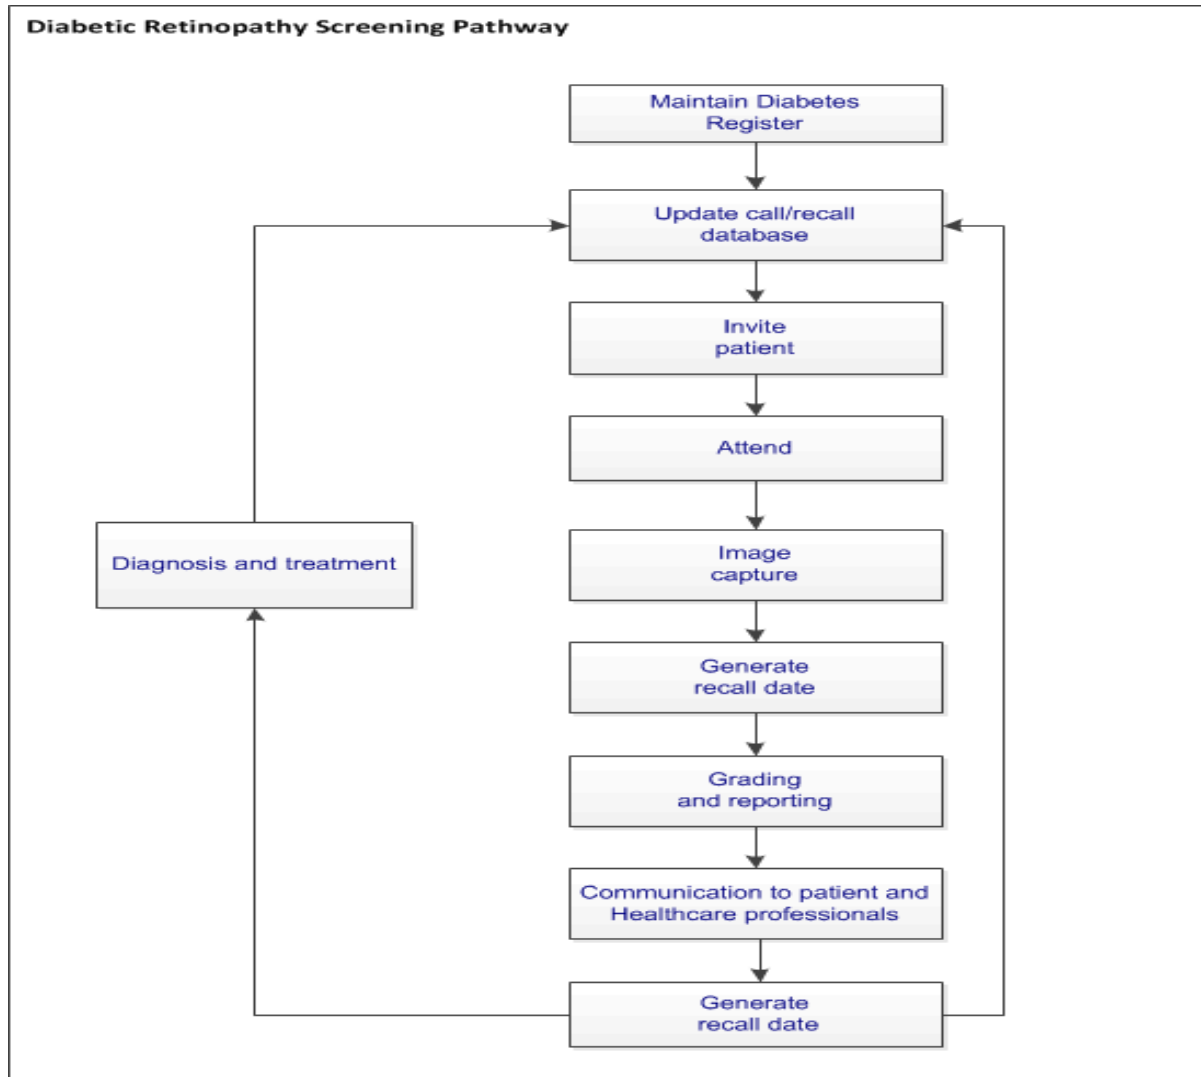 Diabetic Retinopathy Screening Pathway
Maintain Diabetes
Register
Update call/recall
database
Invite
patient
Attend
Image
capture
Diagnosis and treatment
Generate
recall date
Grading
and reporting
Communication to patient and
Healthcare professionals
Generate
recall date